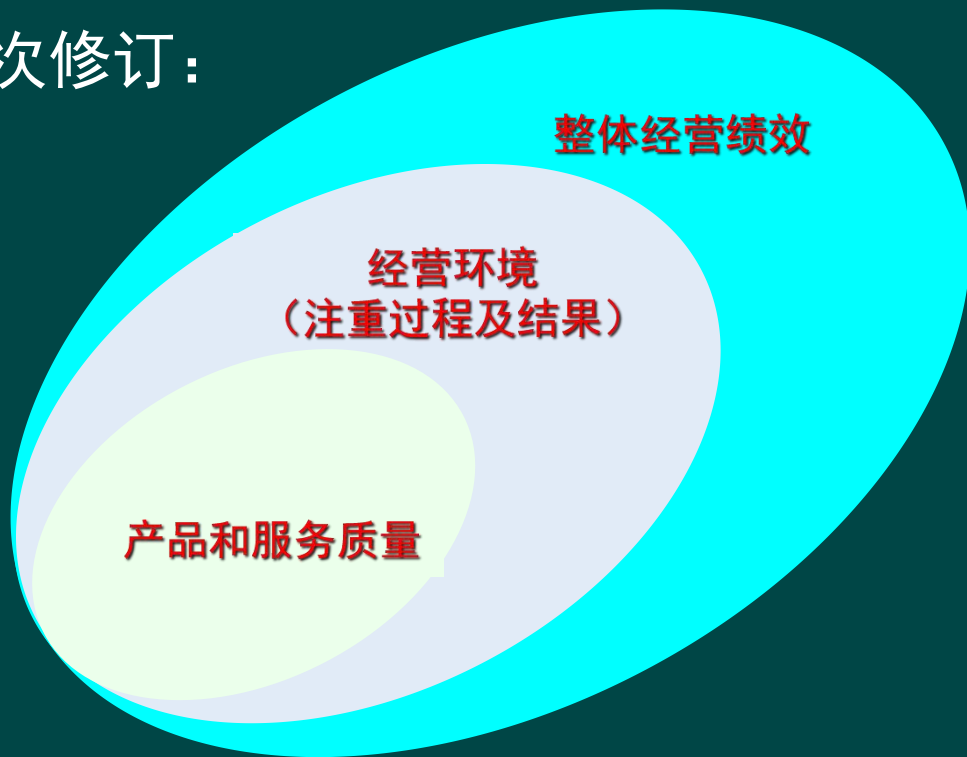 次修订：
整体经营绩效
经营环境
（注重过程及结果）
产品和服务质量